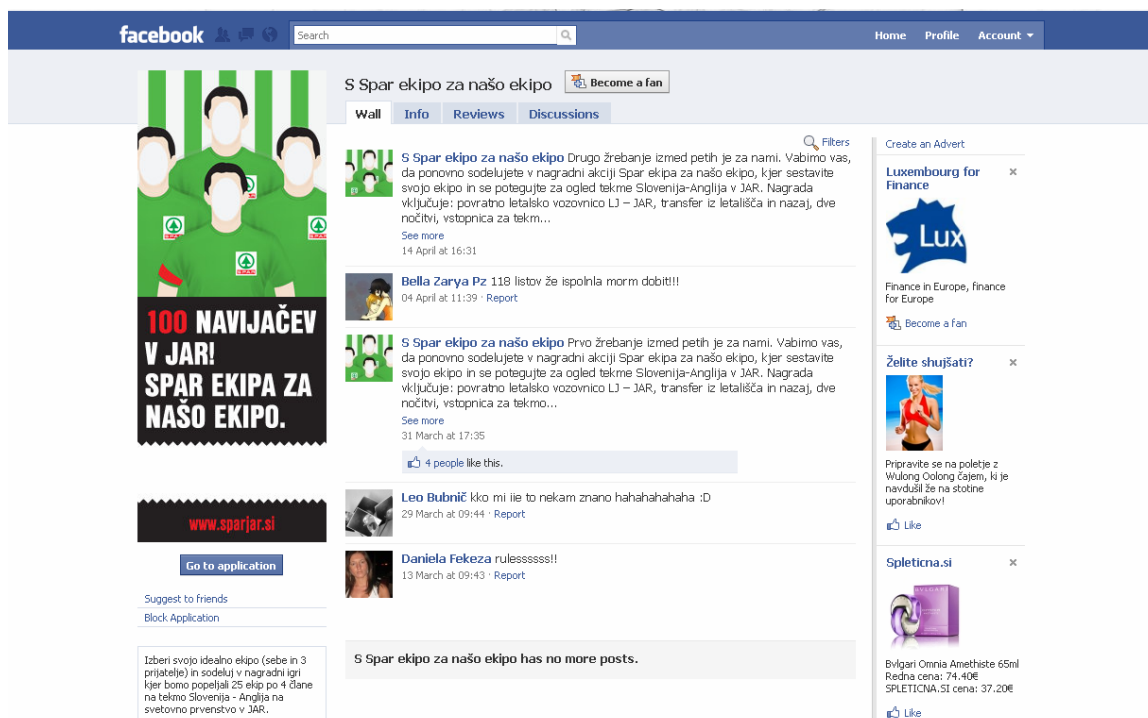 facebook
Search
Home Profile Account
S Spar ekipo za našo ekipo
Become a fan
Wall Info Reviews Discussions
SPAR
SPAR
SPAR
100 NAVIJAČEV
V JAR!
SPAR EKIPA ZA
NAŠO EKIPO.
www.sparjar.si
Go to application
Suggest to friends
Block Application
Izberi svojo idealno ekipo (sebe in 3
prijatelje) in sodeluj v nagradni igri
kjer bomo popeljali 25 ekip po 4 člane
na tekmo Slovenija - Anglija na
svetovno prvenstvo v JAR.
Filters
S Spar ekipo za našo ekipo Drugo žrebanje izmed petih je za nami. Vabimo vas,
da ponovno sodelujete v nagradni akciji Spar ekipa za našo ekipo, kjer sestavite
svojo ekipo in se potegujte za ogled tekme Slovenija-Anglija v JAR. Nagrada
vključuje: povratno letalsko vozovnico LJ – JAR, transfer iz letališča in nazaj, dve
nočitvi, vstopnica za tekm...
See more
14 April at 16:31
Bella Zarya Pz 118 listov že ispolnla morm dobit!!!
04 April at 11:39 · Report
S Spar ekipo za našo ekipo Prvo žrebanje izmed petih je za nami. Vabimo vas,
da ponovno sodelujete v nagradni akciji Spar ekipa za našo ekipo, kjer sestavite
svojo ekipo in se potegujte za ogled tekme Slovenija-Anglija v JAR. Nagrada
vključuje: povratno letalsko vozovnico LJ – JAR, transfer iz letališča in nazaj, dve
nočitvi, vstopnica za tekmo...
See more
31 March at 17:35
4 people like this.
Leo Bubnič kko mi iie to nekam znano hahahahahaha :D
29 March at 09:44 · Report
Daniela Fekeza rulessssss!!
13 March at 09:43 · Report
S Spar ekipo za našo ekipo has no more posts.
Create an Advert
Luxembourg for
Finance
Lux
Finance in Europe, finance
for Europe
Become a fan
Želite shujšati?
Pripravite se na poletje z
Wulong Oolong čajem, ki je
navdušil že na stotine
uporabnikov!
Like
Spleticna.si
BVLGARI
Bvlgari Omnia Amethiste 65ml
Redna cena: 74.40€
SPLETICNA.SI cena: 37.20€
Like